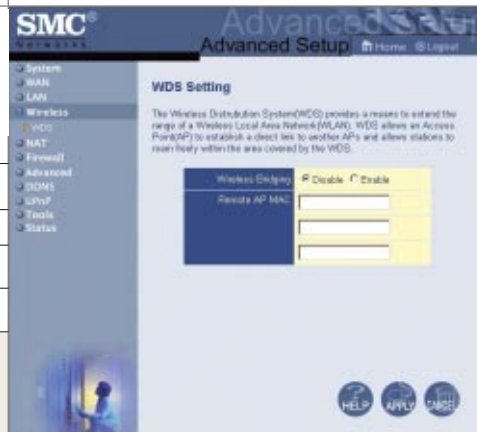 SMC®
Networks
Advanced Setup
Advanced Setup
Home
Logout
System
WAN
LAN
Wireless
WDS
NAT
Firewall
Advanced
DDNS
UPnP
Tools
Status
WDS Setting
The Wireless Distrubution System(WDS) provides a means to extend the
range of a Wireless Local Area Network(WLAN). WDS allows an Access
Point(AP) to establish a direct link to another APs and allows stations to
roam freely within the area covered by the WDS.
Wireless Bridging
Disable
Enable
Remote AP MAC
HELP
APPLY
CANCEL